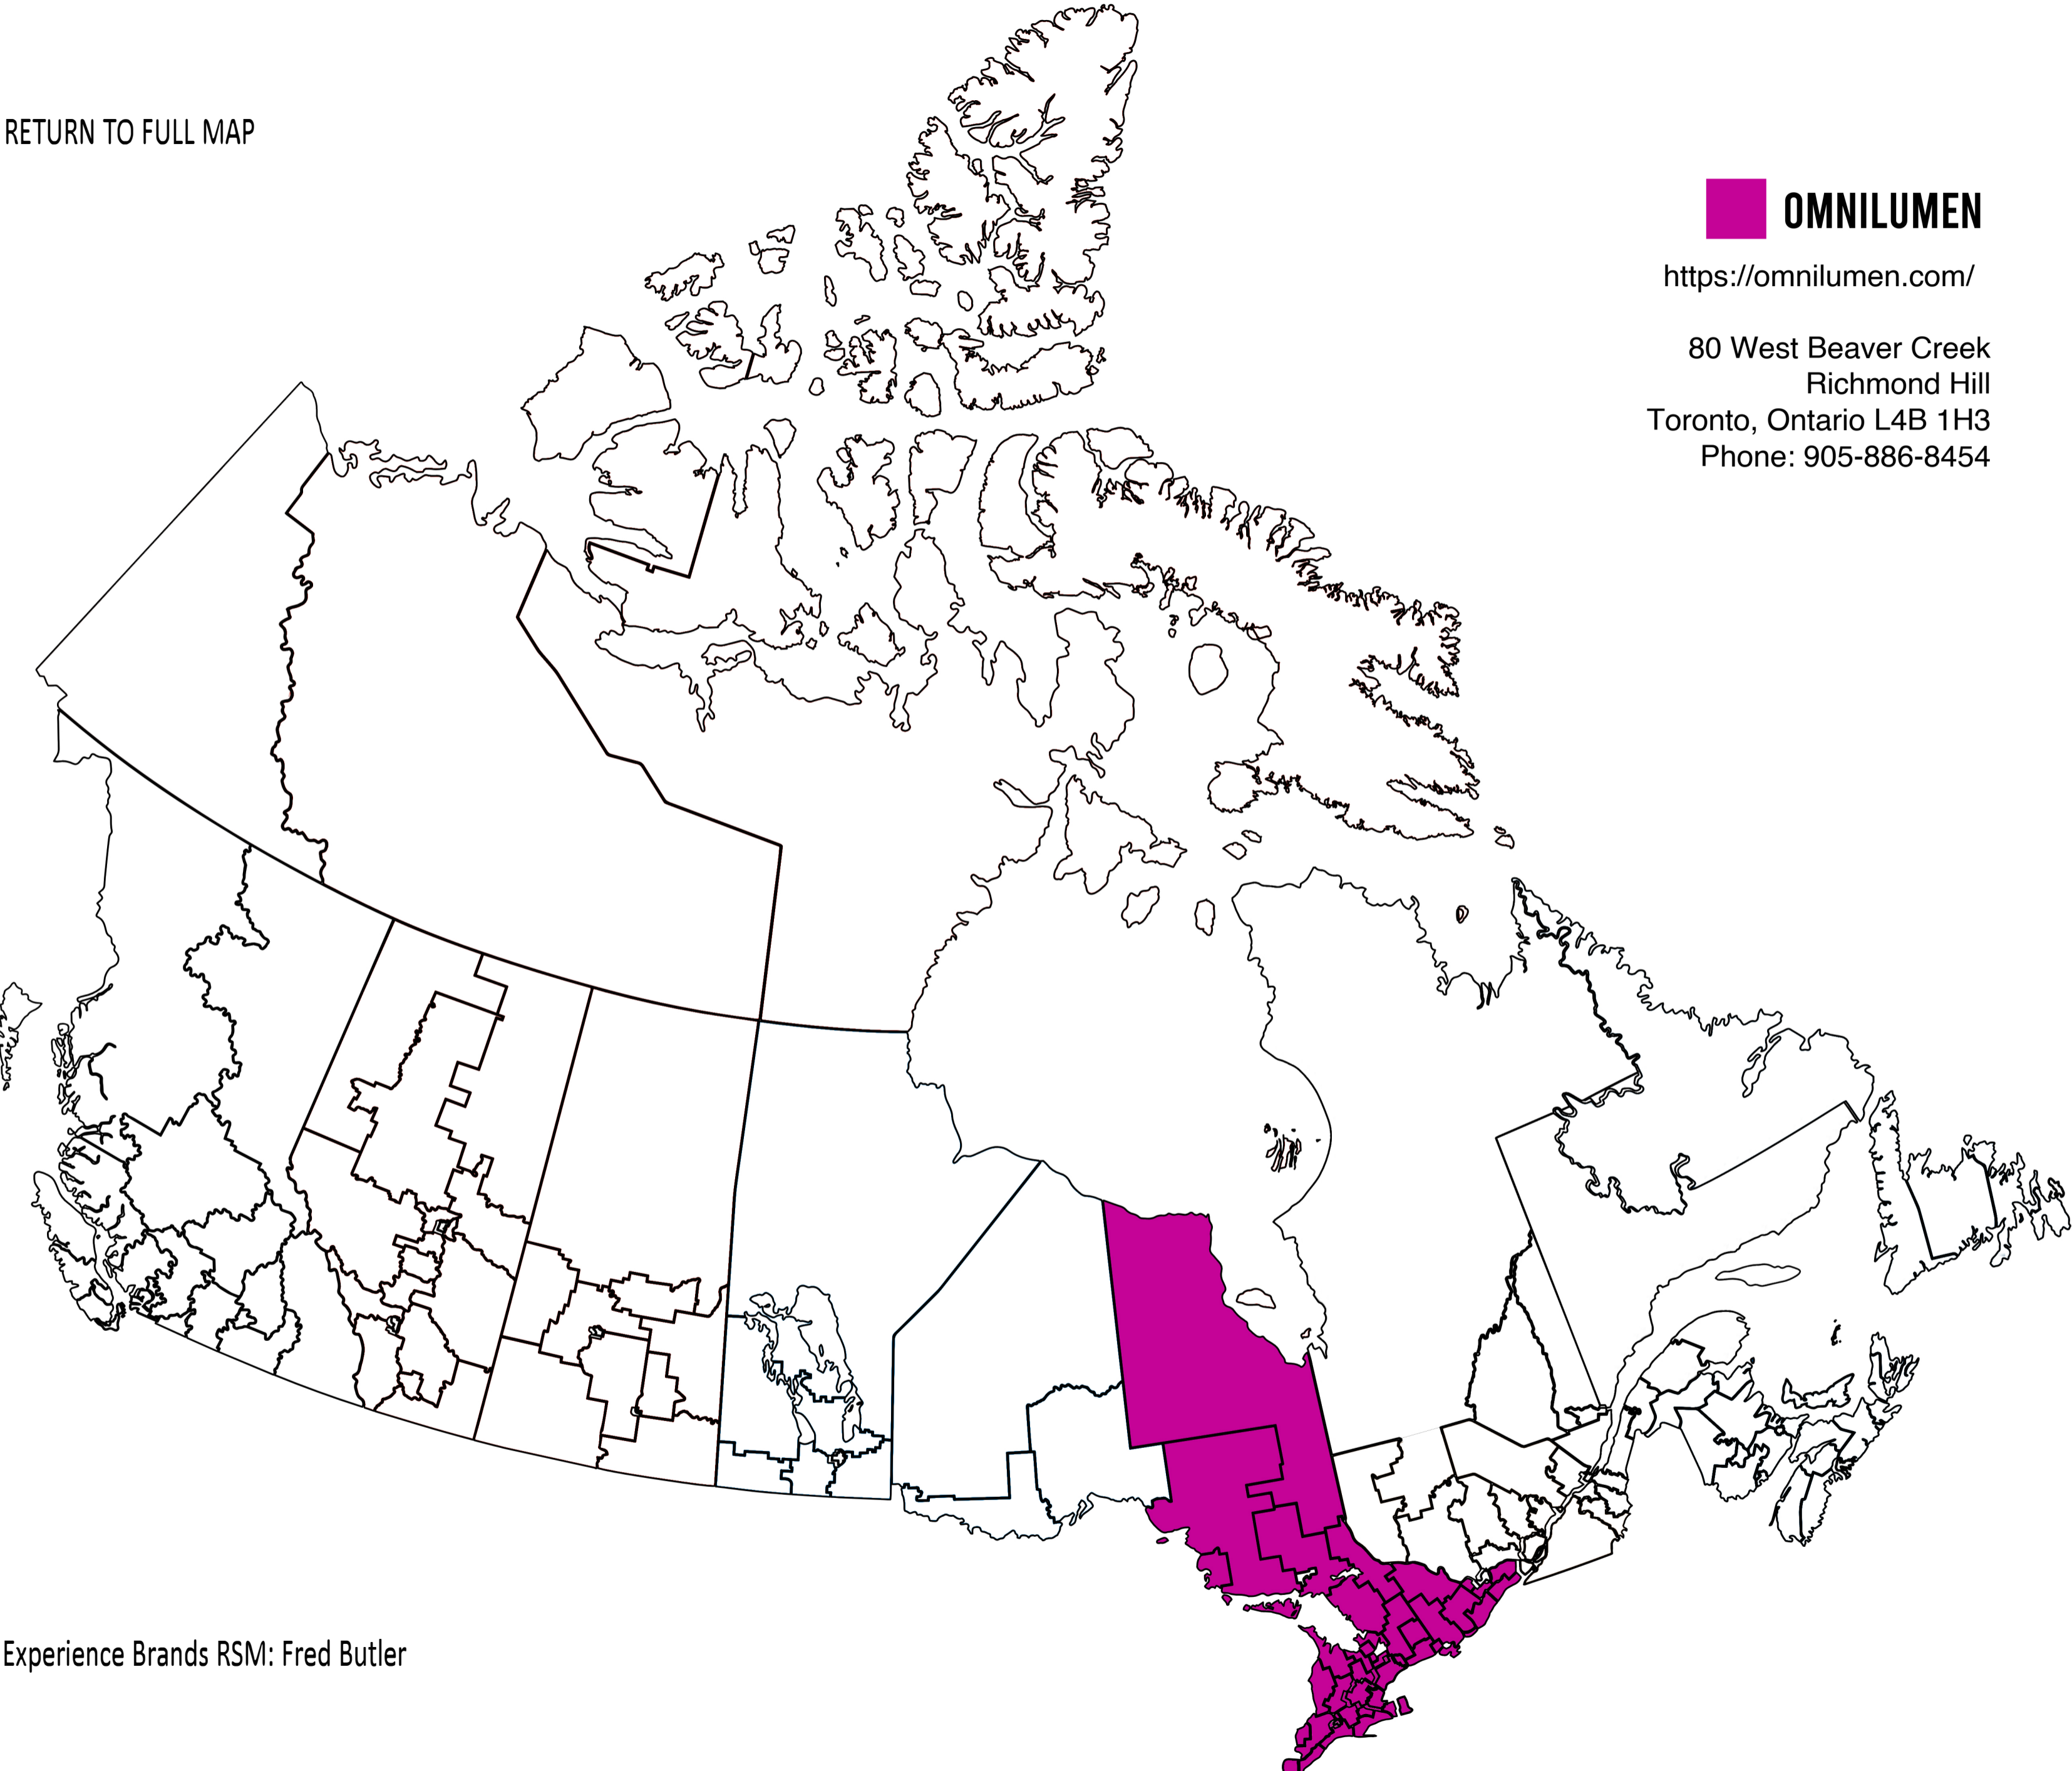 RETURN TO FULL MAP
OMNILUMEN
https://omnilumen.com/
80 West Beaver Creek
Richmond Hill
Toronto, Ontario L4B 1H3
Phone: 905-886-8454
Experience Brands RSM: Fred Butler